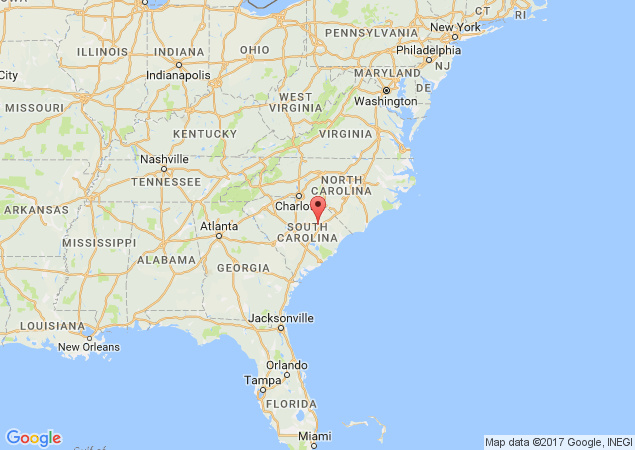 CT
RI
New York
PENNSYLVANIA
Philadelphia
OHIO
ILLINOIS
INDIANA
NJ
Indianapolis
MARYLAND
City
DE
WEST
VIRGINIA
Washington
MISSOURI
KENTUCKY
VIRGINIA
Nashville
TENNESSEE
NORTH
CAROLINA
ARKANSAS
Charlo
Atlanta
SOUTH
CAROLINA
MISSISSIPPI
ALABAMA
GEORGIA
Jacksonville
LOUISIANA
New Orleans
Orlando
Tampa
FLORIDA
Miami
Google
Gulf of
Map data ©2017 Google, INEGI